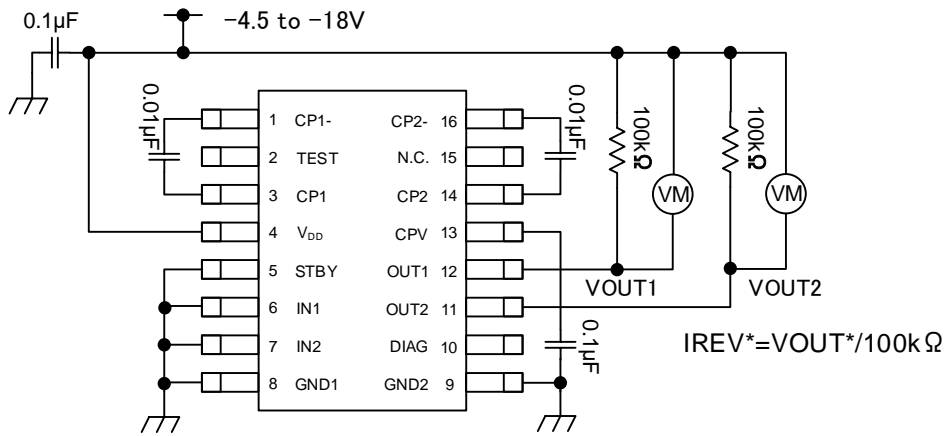 0.1μF
-4.5 to -18V
0.01μF
1 CP1-
2 TEST
3 CP1
4 VDD
5 STBY
6 IN1
7 IN2
8 GND1
CP2- 16
N.C. 15
CP2 14
CPV 13
OUT1 12
OUT2 11
DIAG 10
GND2 9
0.01μF
0.1μF
100kΩ
VM
100kΩ
VM
VOUT1
VOUT2
IREV*=VOUT*/100kΩ